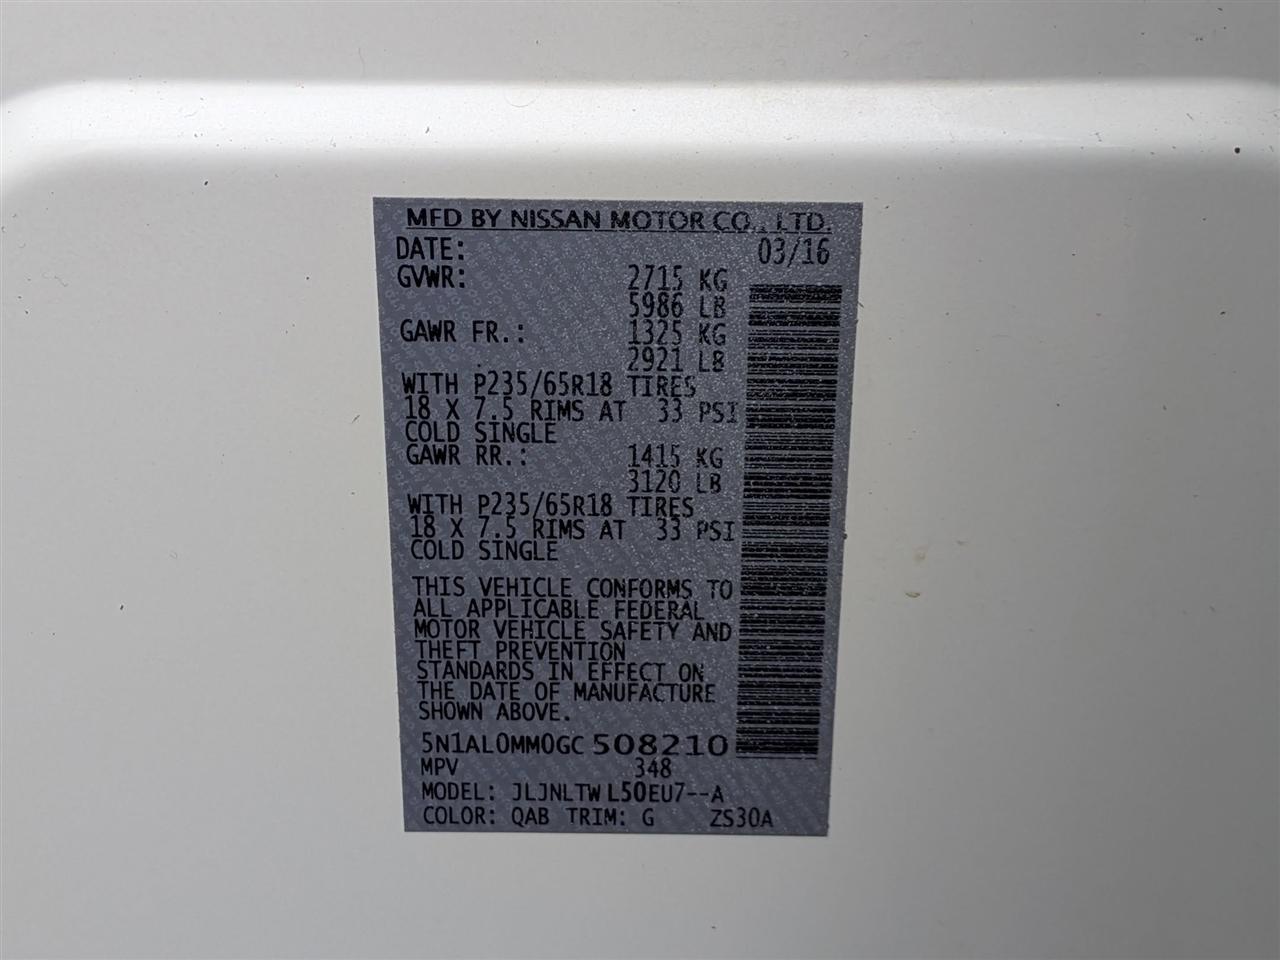 MFD BY NISSAN MOTOR CO., LTD.
DATE: 03/16
GVWR: 2715 KG
5986 LB
GAWR FR.: 1325 KG
2921 LB
WITH P235/65R18 TIRES
18 X 7.5 RIMS AT 33 PSI
COLD SINGLE
GAWR RR.: 1415 KG
3120 LB
WITH P235/65R18 TIRES
18 X 7.5 RIMS AT 33 PSI
COLD SINGLE
THIS VEHICLE CONFORMS TO
ALL APPLICABLE FEDERAL
MOTOR VEHICLE SAFETY AND
THEFT PREVENTION
STANDARDS IN EFFECT ON
THE DATE OF MANUFACTURE
SHOWN ABOVE.
5N1AL0MM0GC 508210
MPV 348
MODEL: JLJNLTW L50EU7--A
COLOR: QAB TRIM: G ZS30A